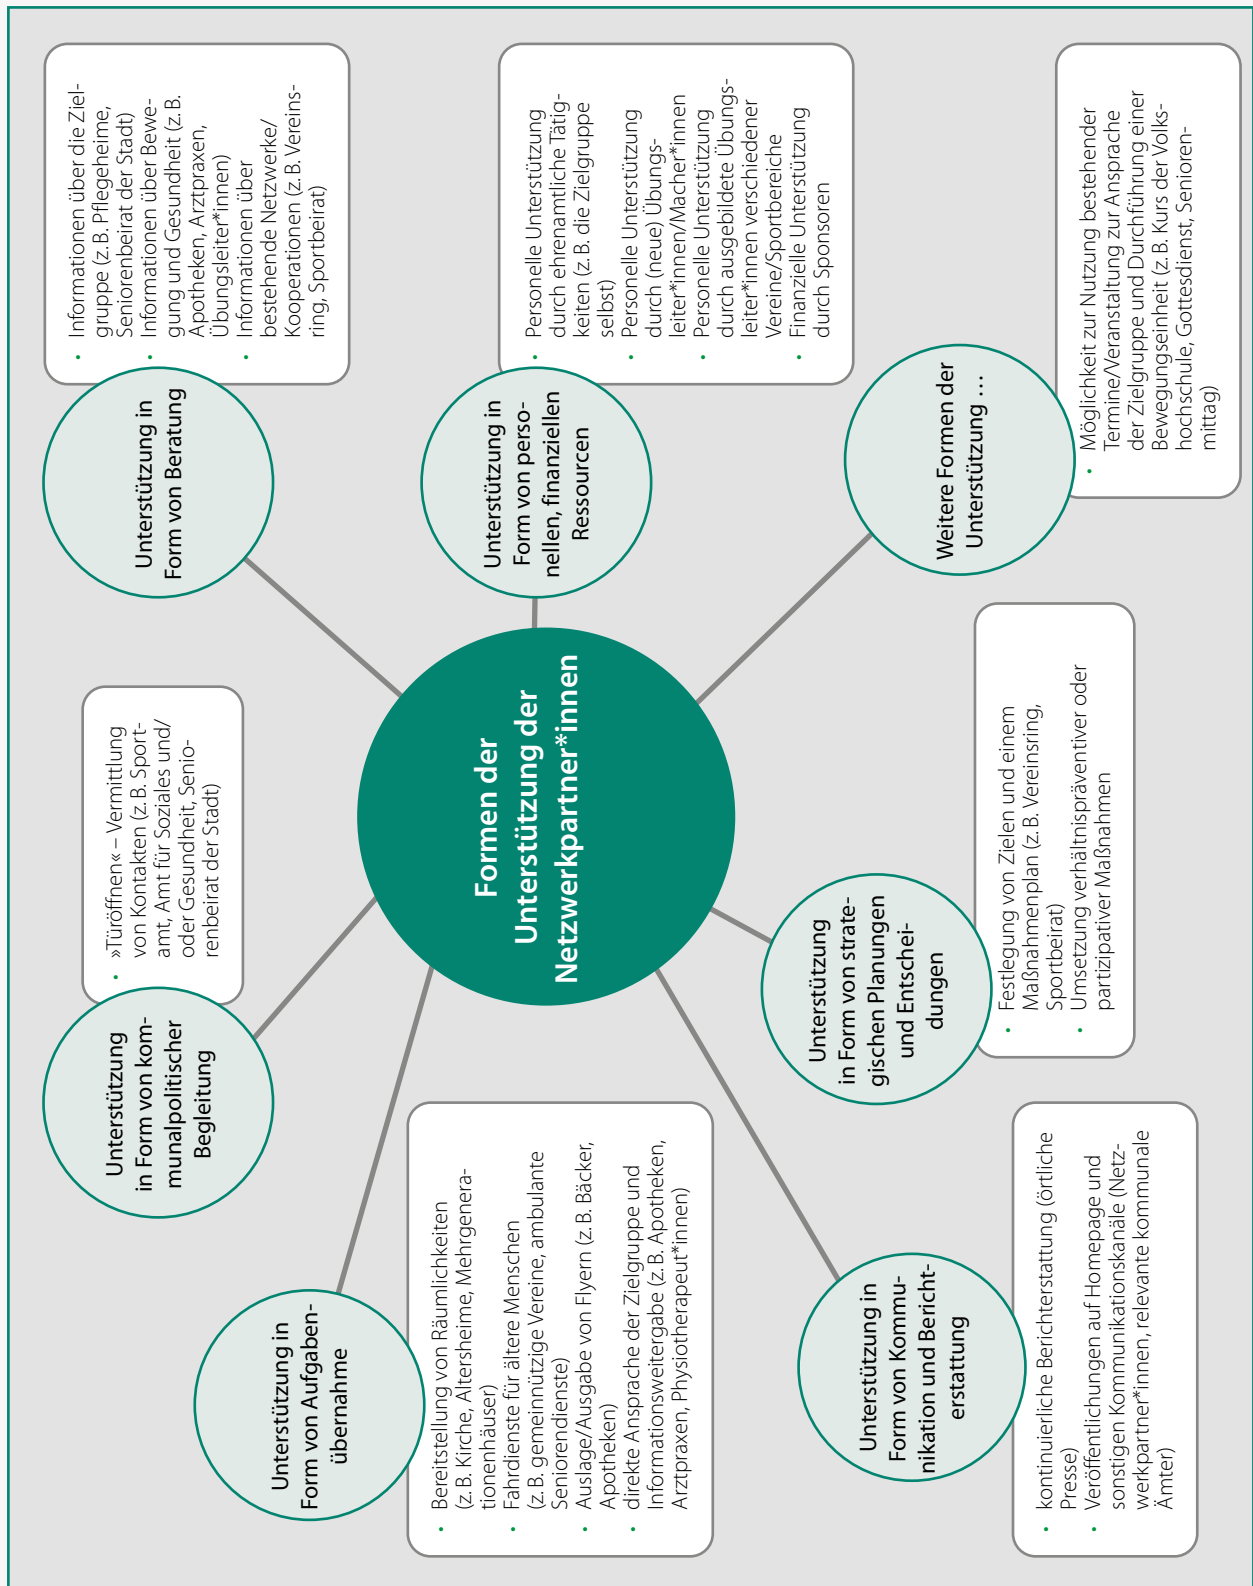 Unterstützung
in Form von kom-
munalpolitischer
Begleitung
• »Türöffnen« – Vermittlung
von Kontakten (z. B. Sport-
amt, Amt für Soziales und/
oder Gesundheit, Senio-
renbeirat der Stadt)
Unterstützung in
Form von Beratung
• Informationen über die Ziel-
gruppe (z. B. Pflegeheime,
Seniorenbeirat der Stadt)
• Informationen über Bewe-
gung und Gesundheit (z. B.
Apotheken, Arztpraxen,
Übungsleiter*innen)
• Informationen über
bestehende Netzwerke/
Kooperationen (z. B. Vereins-
ring, Sportbeirat)
Unterstützung in
Form von Aufgaben-
übernahme
• Bereitstellung von Räumlichkeiten
(z. B. Kirche, Altersheime, Mehrgenera-
tionenhäuser)
• Fahrdienste für ältere Menschen
(z. B. gemeinnützige Vereine, ambulante
Seniorendienste)
• Auslage/Ausgabe von Flyern (z. B. Bäcker,
Apotheken)
• direkte Ansprache der Zielgruppe und
Informationsweitergabe (z. B. Apotheken,
Arztpraxen, Physiotherapeut*innen)
Formen der
Unterstützung der
Netzwerkpartner*innen
Unterstützung in
Form von perso-
nellen, finanziellen
Ressourcen
• Personelle Unterstützung
durch ehrenamtliche Tätig-
keiten (z. B. die Zielgruppe
selbst)
• Personelle Unterstützung
durch (neue) Übungs-
leiter*innen/Macher*innen
• Personelle Unterstützung
durch ausgebildete Übungs-
leiter*innen verschiedener
Vereine/Sportbereiche
• Finanzielle Unterstützung
durch Sponsoren
Unterstützung in
Form von Kommu-
nikation und Bericht-
erstattung
• kontinuierliche Berichterstattung (örtliche
Presse)
• Veröffentlichungen auf Homepage und
sonstigen Kommunikationskanäle (Netz-
werkpartner*innen, relevante kommunale
Ämter)
Unterstützung
in Form von strate-
gischen Planungen
und Entschei-
dungen
• Festlegung von Zielen und einem
Maßnahmenplan (z. B. Vereinsring,
Sportbeirat)
• Umsetzung verhältnispräventiver oder
partizipativer Maßnahmen
Weitere Formen der
Unterstützung …
• Möglichkeit zur Nutzung bestehender
Termine/Veranstaltung zur Ansprache
der Zielgruppe und Durchführung einer
Bewegungseinheit (z. B. Kurs der Volks-
hochschule, Gottesdienst, Senioren-
mittag)